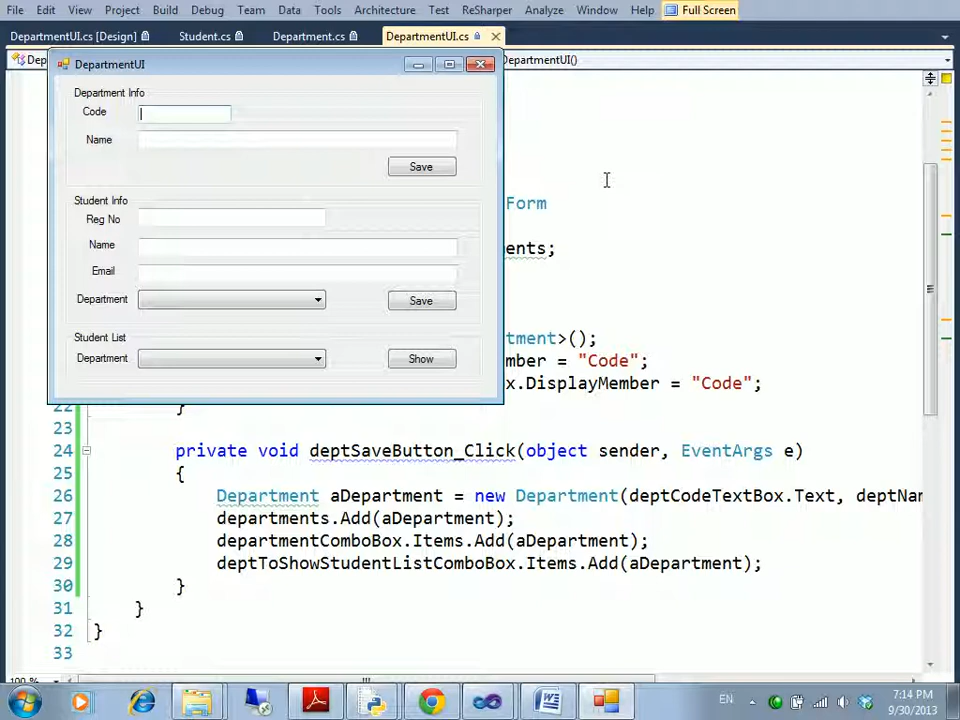 File Edit View Project Build Debug Team Data Tools Architecture Test ReSharper Analyze Window Help Full Screen
DepartmentUI.cs [Design] Student.cs Department.cs DepartmentUI.cs
DepartmentUI()
DepartmentUI
Department Info
Code
Name
Save
Form
Student Info
Reg No
Name
ents;
Email
Department Save
Student List
tment>();
Department Show
mber = "Code";
x.DisplayMember = "Code";
22 }
23
24 private void deptSaveButton_Click(object sender, EventArgs e)
25 {
26 Department aDepartment = new Department(deptCodeTextBox.Text, deptNam
27 departments.Add(aDepartment);
28 departmentComboBox.Items.Add(aDepartment);
29 deptToShowStudentListComboBox.Items.Add(aDepartment);
30 }
31 }
32 }
33
100 %
EN
7:14 PM
9/30/2013